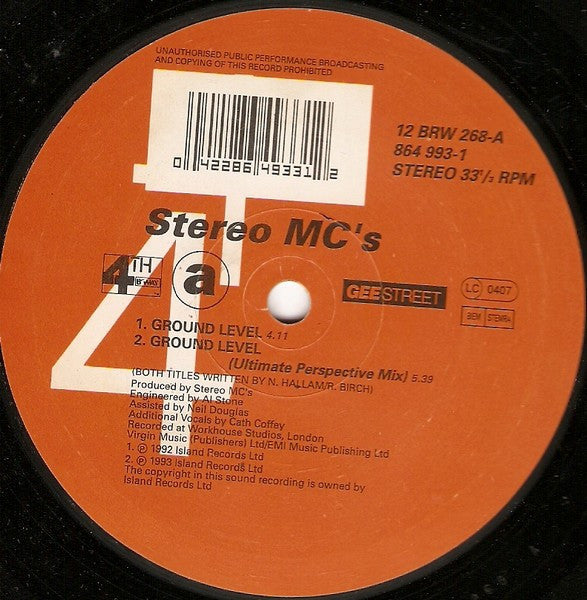 UNAUTHORISED PUBLIC PERFORMANCE BROADCASTING
AND COPYING OF THIS RECORD PROHIBITED
0 42286 49331 2
12 BRW 268-A
864 993-1
STEREO 33⅓ RPM
Stereo MC's
4TH
B'WAY
a
GEESTREET
LC 0407
BIEM STEMRA
1. GROUND LEVEL 4.11
2. GROUND LEVEL
(Ultimate Perspective Mix) 5.39
(BOTH TITLES WRITTEN BY N. HALLAM/R. BIRCH)
Produced by Stereo MC's
Engineered by Al Stone
Assisted by Neil Douglas
Additional Vocals by Cath Coffey
Recorded at Workhouse Studios, London
Virgin Music (Publishers) Ltd/EMI Music Publishing Ltd
1. ℗ 1992 Island Records Ltd
2. ℗ 1993 Island Records Ltd
The copyright in this sound recording is owned by
Island Records Ltd
4